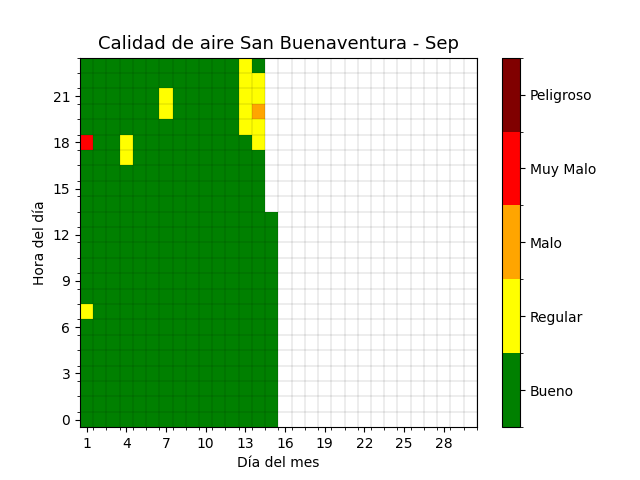 Calidad de aire San Buenaventura - Sep
Peligroso
Muy Malo
Malo
Regular
Bueno
Hora del día
21
18
15
12
9
6
3
0
1 4 7 10 13 16 19 22 25 28
Día del mes